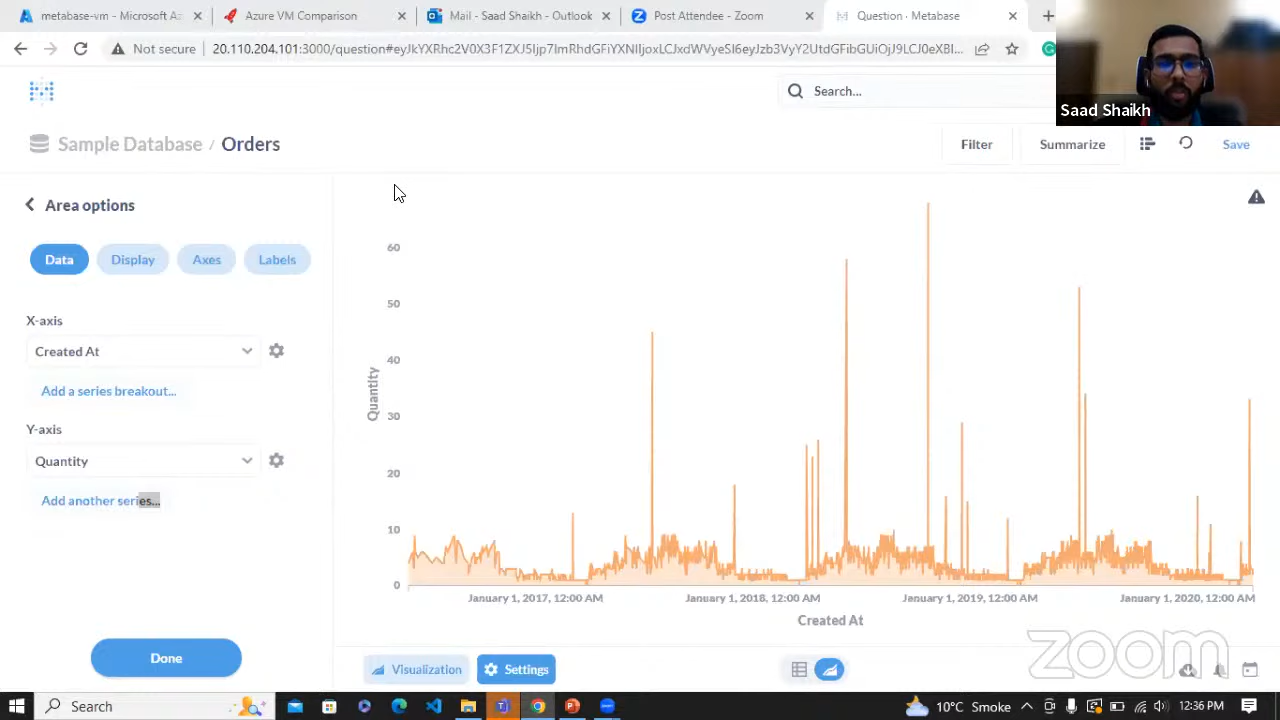 metabase-vm - Microsoft Az
Azure VM Comparison
Mail - Saad Shaikh - Outlook
Post Attendee - Zoom
Question · Metabase
Not secure
20.110.204.101:3000/question#
Search...
Saad Shaikh
Sample Database / Orders
Filter
Summarize
Save
Area options
Data
Display
Axes
Labels
X-axis
Created At
Add a series breakout...
Y-axis
Quantity
Add another series...
Done
Quantity
60
50
40
30
20
10
0
January 1, 2017, 12:00 AM
January 1, 2018, 12:00 AM
January 1, 2019, 12:00 AM
January 1, 2020, 12:00 AM
Created At
Visualization
Settings
zoom
Search
10°C Smoke
12:36 PM